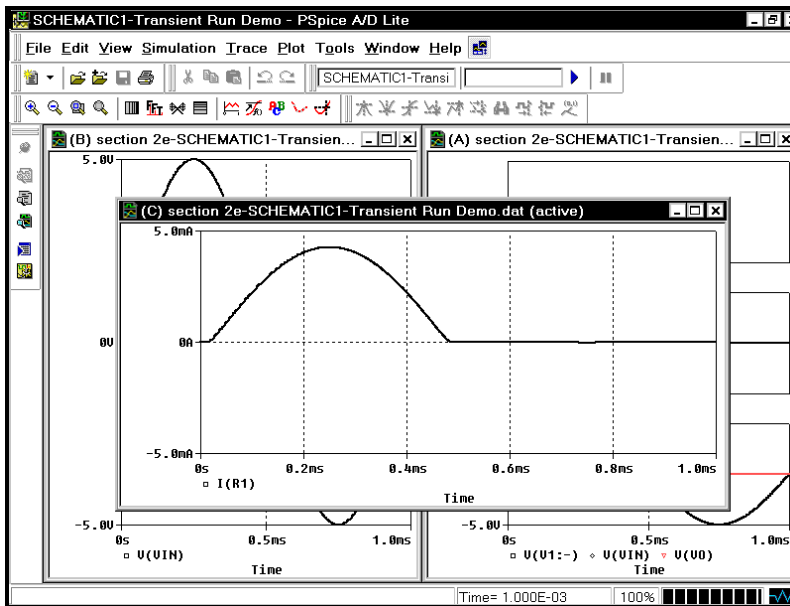 SCHEMATIC1-Transient Run Demo - PSpice A/D Lite
File Edit View Simulation Trace Plot Tools Window Help
SCHEMATIC1-Transi
(B) section 2e-SCHEMATIC1-Transien...
(A) section 2e-SCHEMATIC1-Transien...
5.0V
0V
-5.0V
0s 0.5ms 1.0ms
V(VIN)
Time
(C) section 2e-SCHEMATIC1-Transient Run Demo.dat (active)
5.0mA
0A
-5.0mA
0s 0.2ms 0.4ms 0.6ms 0.8ms 1.0ms
I(R1)
Time
0s 0.5ms 1.0ms
V(V1:-) V(VIN) V(VO)
Time
Time= 1.000E-03 100%